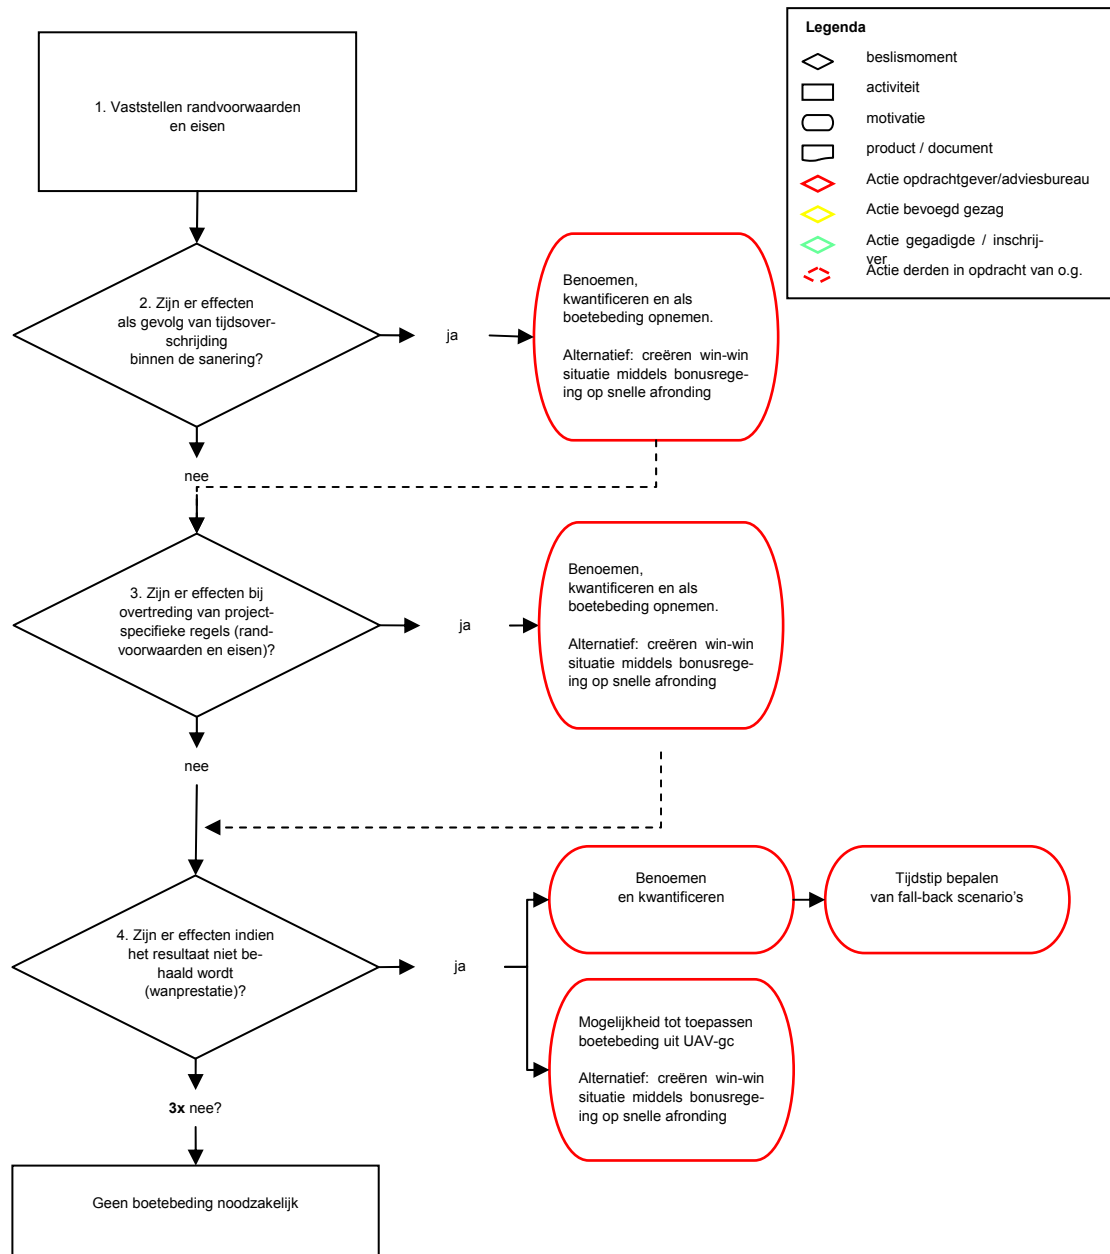 1. Vaststellen randvoorwaarden
en eisen
Legenda
beslismoment
activiteit
motivatie
product / document
Actie opdrachtgever/adviesbureau
Actie bevoegd gezag
Actie gegadigde / inschrij-
ver
Actie derden in opdracht van o.g.
2. Zijn er effecten
als gevolg van tijdsover-
schrijding
binnen de sanering?
ja
Benoemen,
kwantificeren en als
boetebeding opnemen.
Alternatief: creëren win-win
situatie middels bonusrege-
ing op snelle afronding
nee
3. Zijn er effecten bij
overtreding van project-
specifieke regels (rand-
voorwaarden en eisen)?
ja
Benoemen,
kwantificeren en als
boetebeding opnemen.
Alternatief: creëren win-win
situatie middels bonusrege-
ing op snelle afronding
nee
4. Zijn er effecten indien
het resultaat niet be-
haald wordt
(wanprestatie)?
ja
Benoemen
en kwantificeren
Tijdstip bepalen
van fall-back scenario's
Mogelijkheid tot toepassen
boetebeding uit UAV-gc
Alternatief: creëren win-win
situatie middels bonusrege-
ing op snelle afronding
3x nee?
Geen boetebeding noodzakelijk